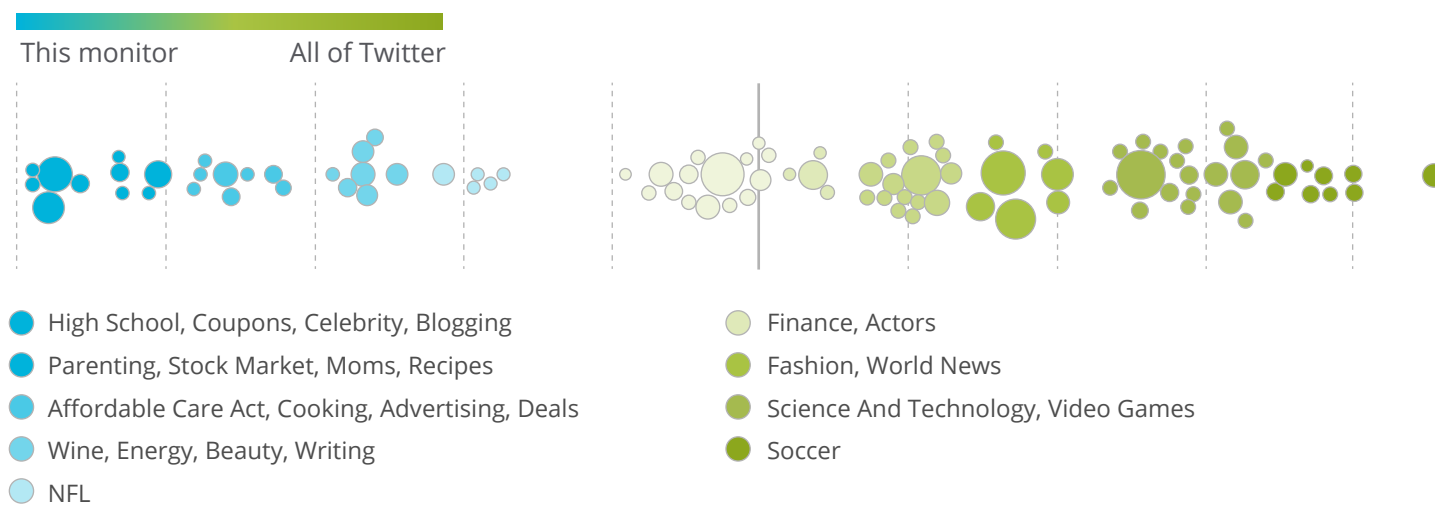 This monitor
All of Twitter
High School, Coupons, Celebrity, Blogging
Parenting, Stock Market, Moms, Recipes
Affordable Care Act, Cooking, Advertising, Deals
Wine, Energy, Beauty, Writing
NFL
Finance, Actors
Fashion, World News
Science And Technology, Video Games
Soccer